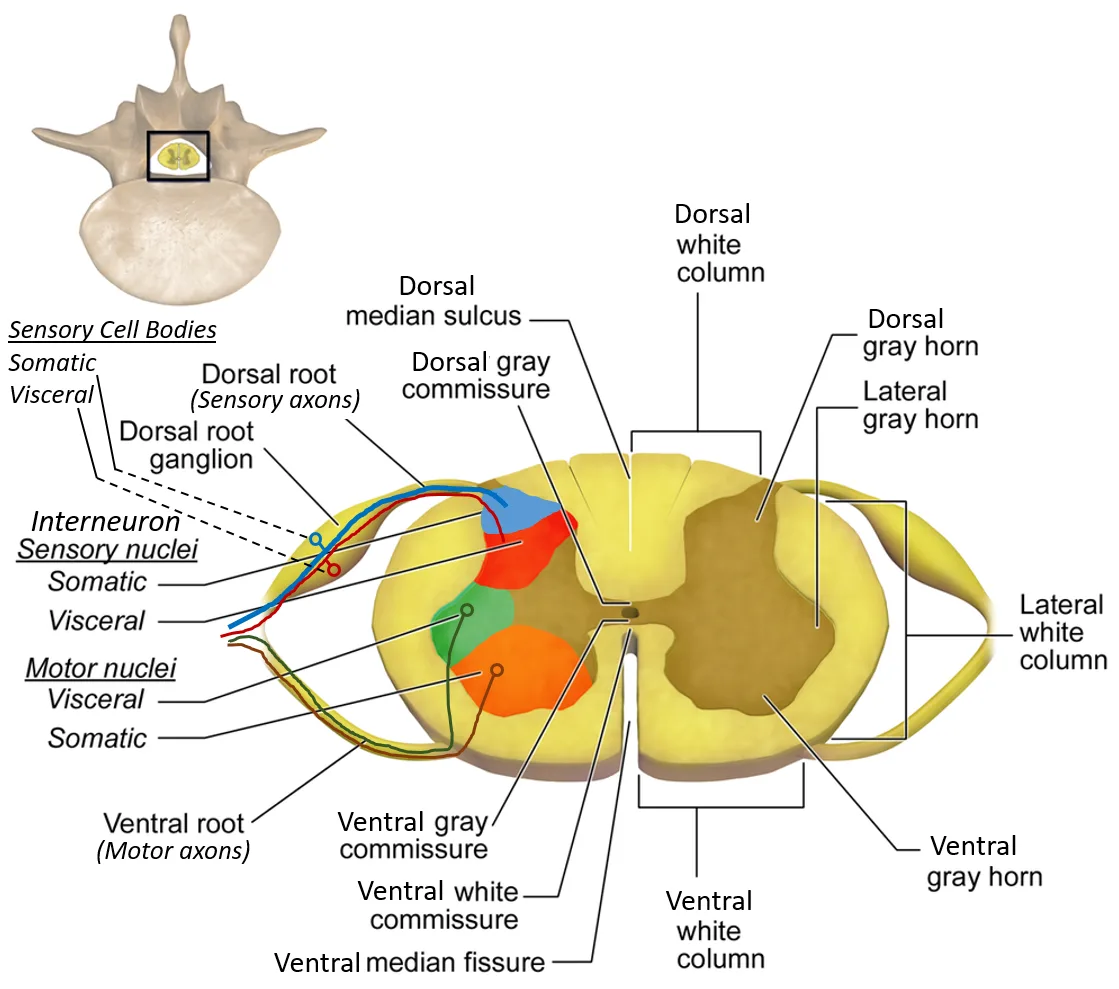 Dorsal
white
column
Dorsal
median sulcus
Dorsal
gray horn
Sensory Cell Bodies
Somatic
Visceral
Dorsal root
(Sensory axons)
Dorsal gray
commissure
Lateral
gray horn
Dorsal root
ganglion
Interneuron
Sensory nuclei
Somatic
Visceral
Motor nuclei
Visceral
Somatic
Lateral
white
column
Ventral root
(Motor axons)
Ventral gray
commissure
Ventral white
commissure
Ventral median fissure
Ventral
white
column
Ventral
gray horn